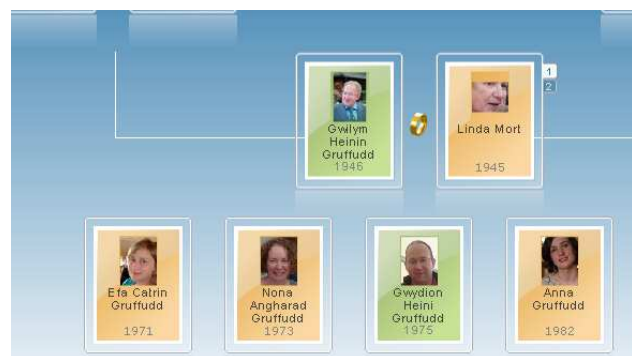 1
2
Gwilym
Heinin
Gruffudd
1946
Linda Mort
1945
Efa Catrin
Gruffudd
1971
Nona
Angharad
Gruffudd
1973
Gwydion
Heini
Gruffudd
1975
Anna
Gruffudd
1982